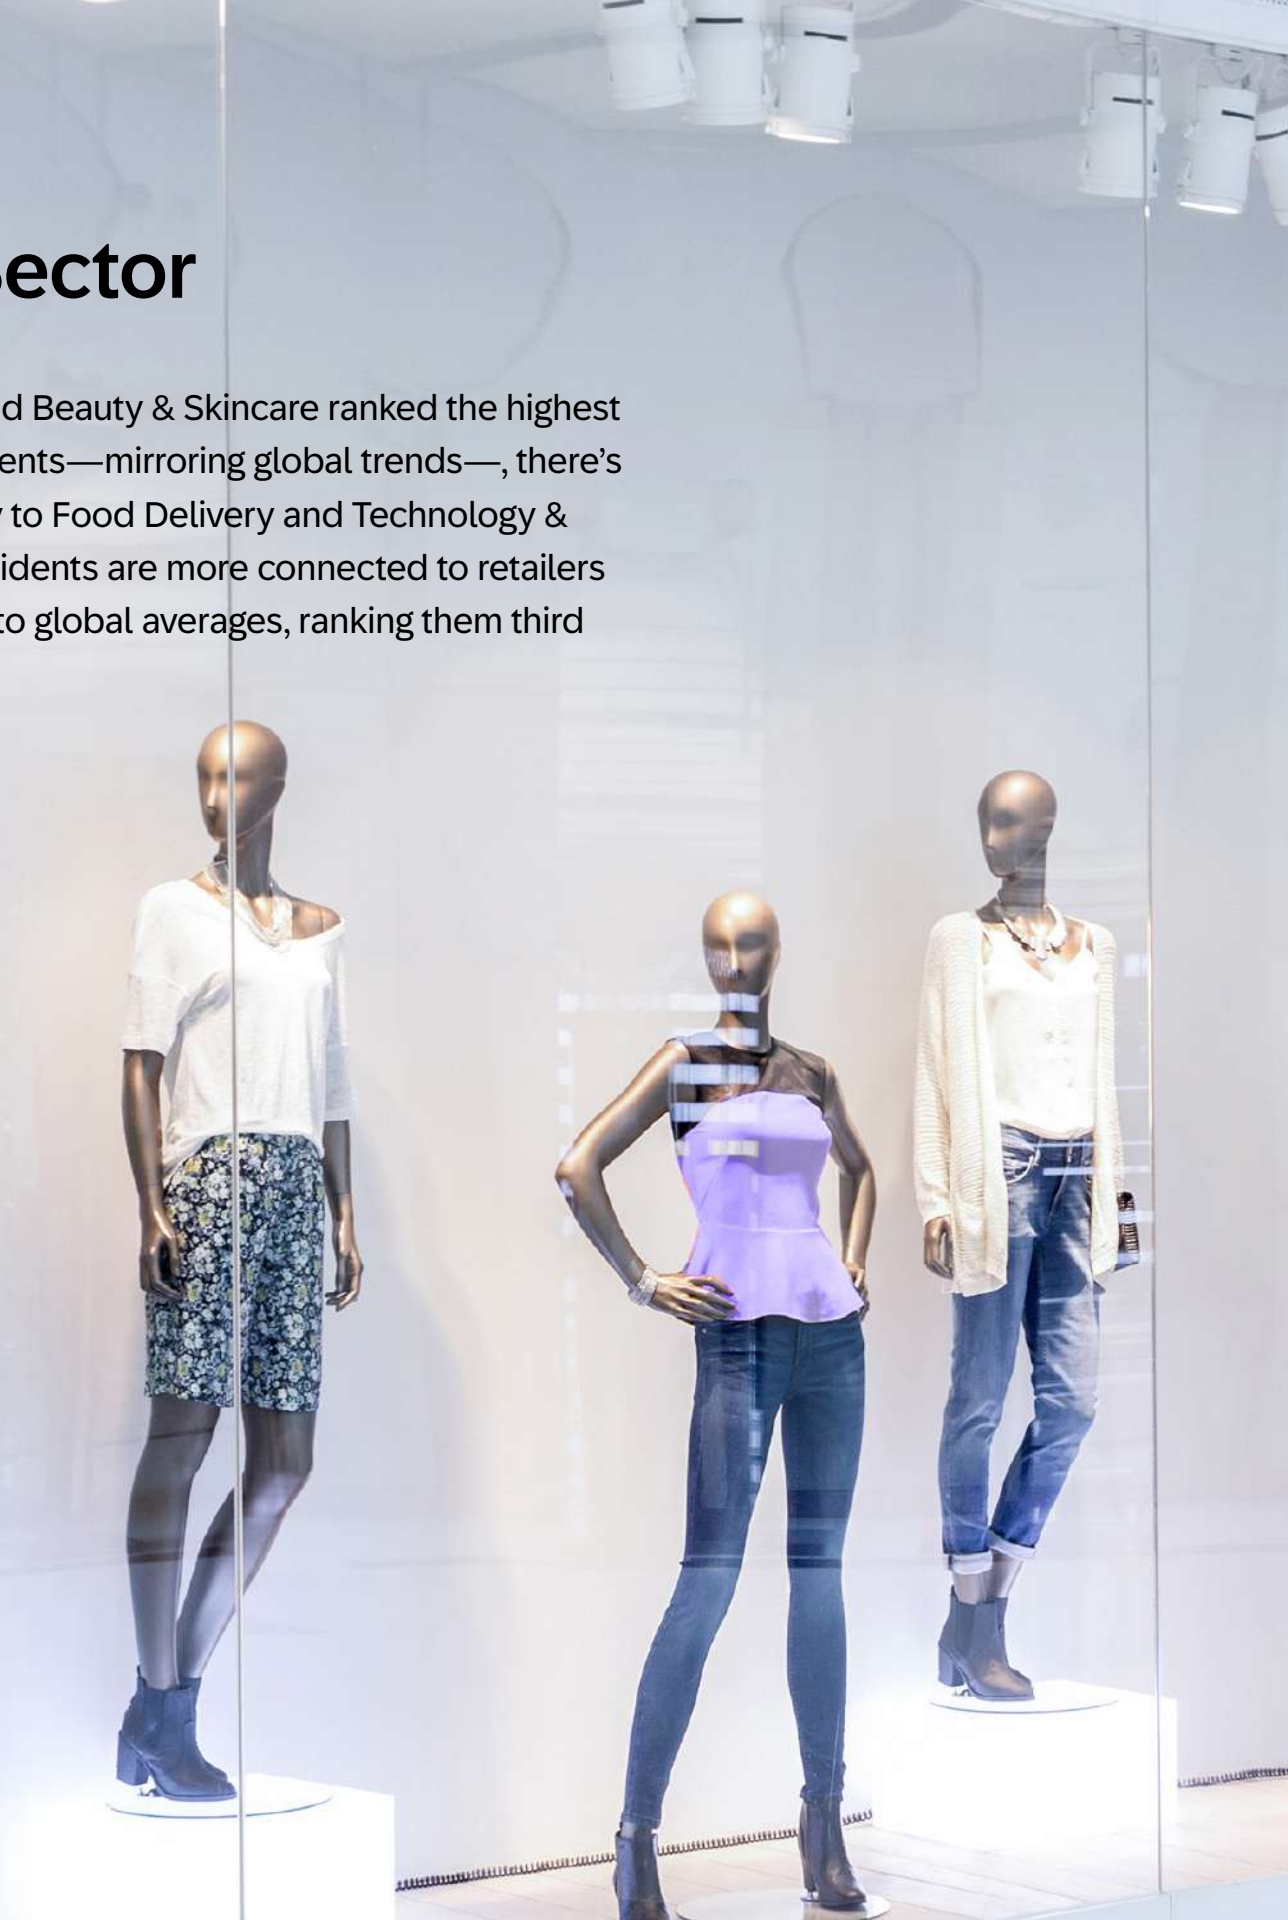 ector
d Beauty & Skincare ranked the highest
ents—mirroring global trends—, there’s
to Food Delivery and Technology &
idents are more connected to retailers
to global averages, ranking them third